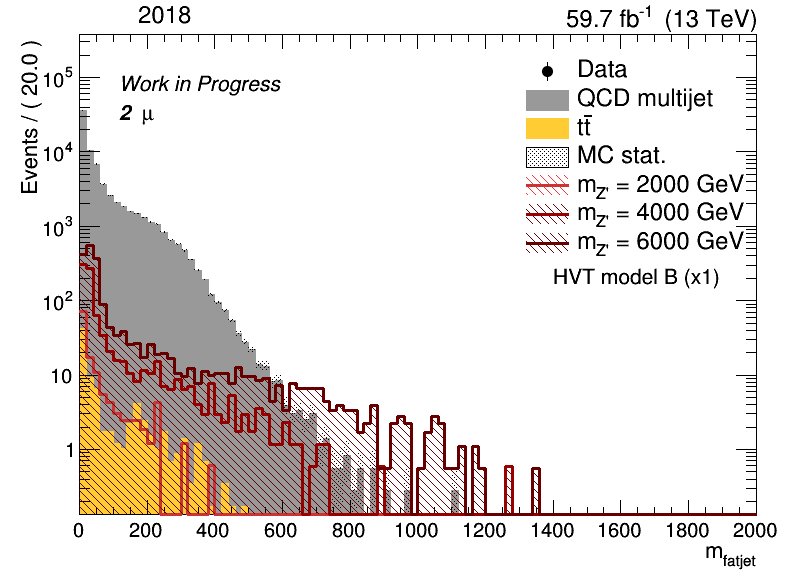 2018
59.7 fb⁻¹ (13 TeV)
Events / ( 20.0 )
Work in Progress
2 μ
Data
QCD multijet
tt̄
MC stat.
m_Z' = 2000 GeV
m_Z' = 4000 GeV
m_Z' = 6000 GeV
HVT model B (x1)
10⁵
10⁴
10³
10²
10
1
0 200 400 600 800 1000 1200 1400 1600 1800 2000
m_fatjet